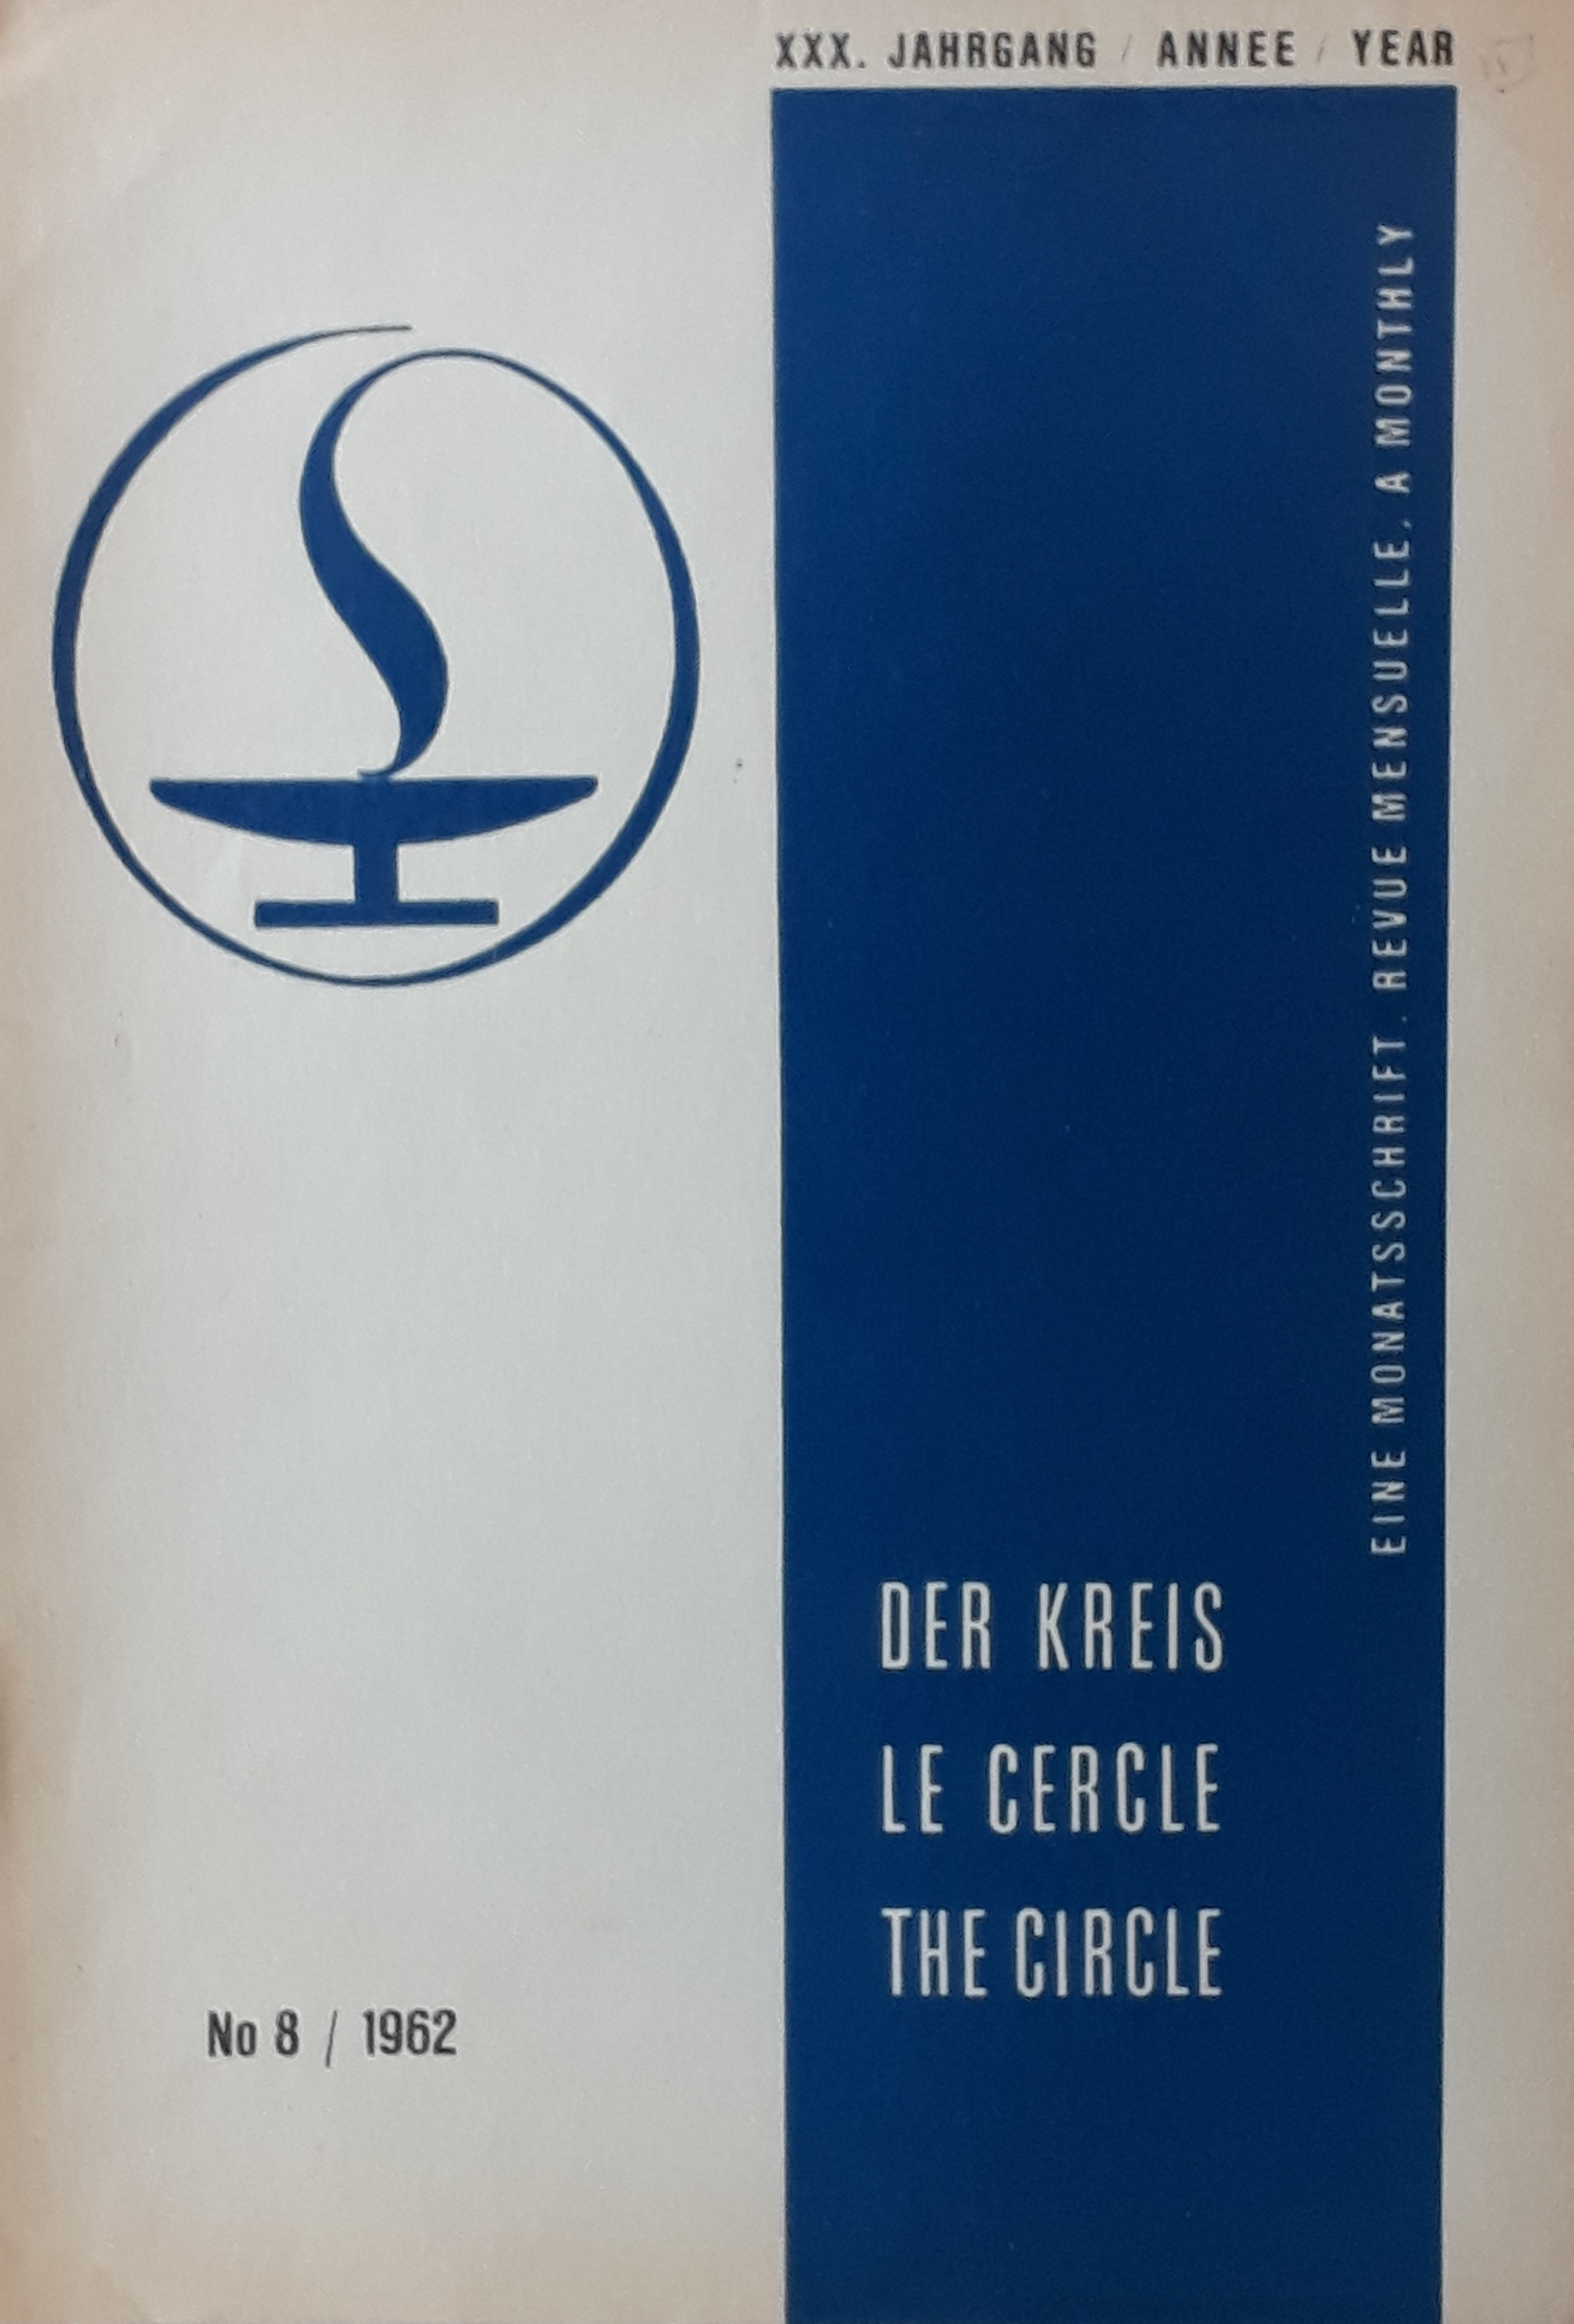 XXX. JAHRGANG / ANNEE / YEAR
EINE MONATSSCHRIFT. REVUE MENSUELLE. A MONTHLY
DER KREIS
LE CERCLE
THE CIRCLE
No 8 / 1962